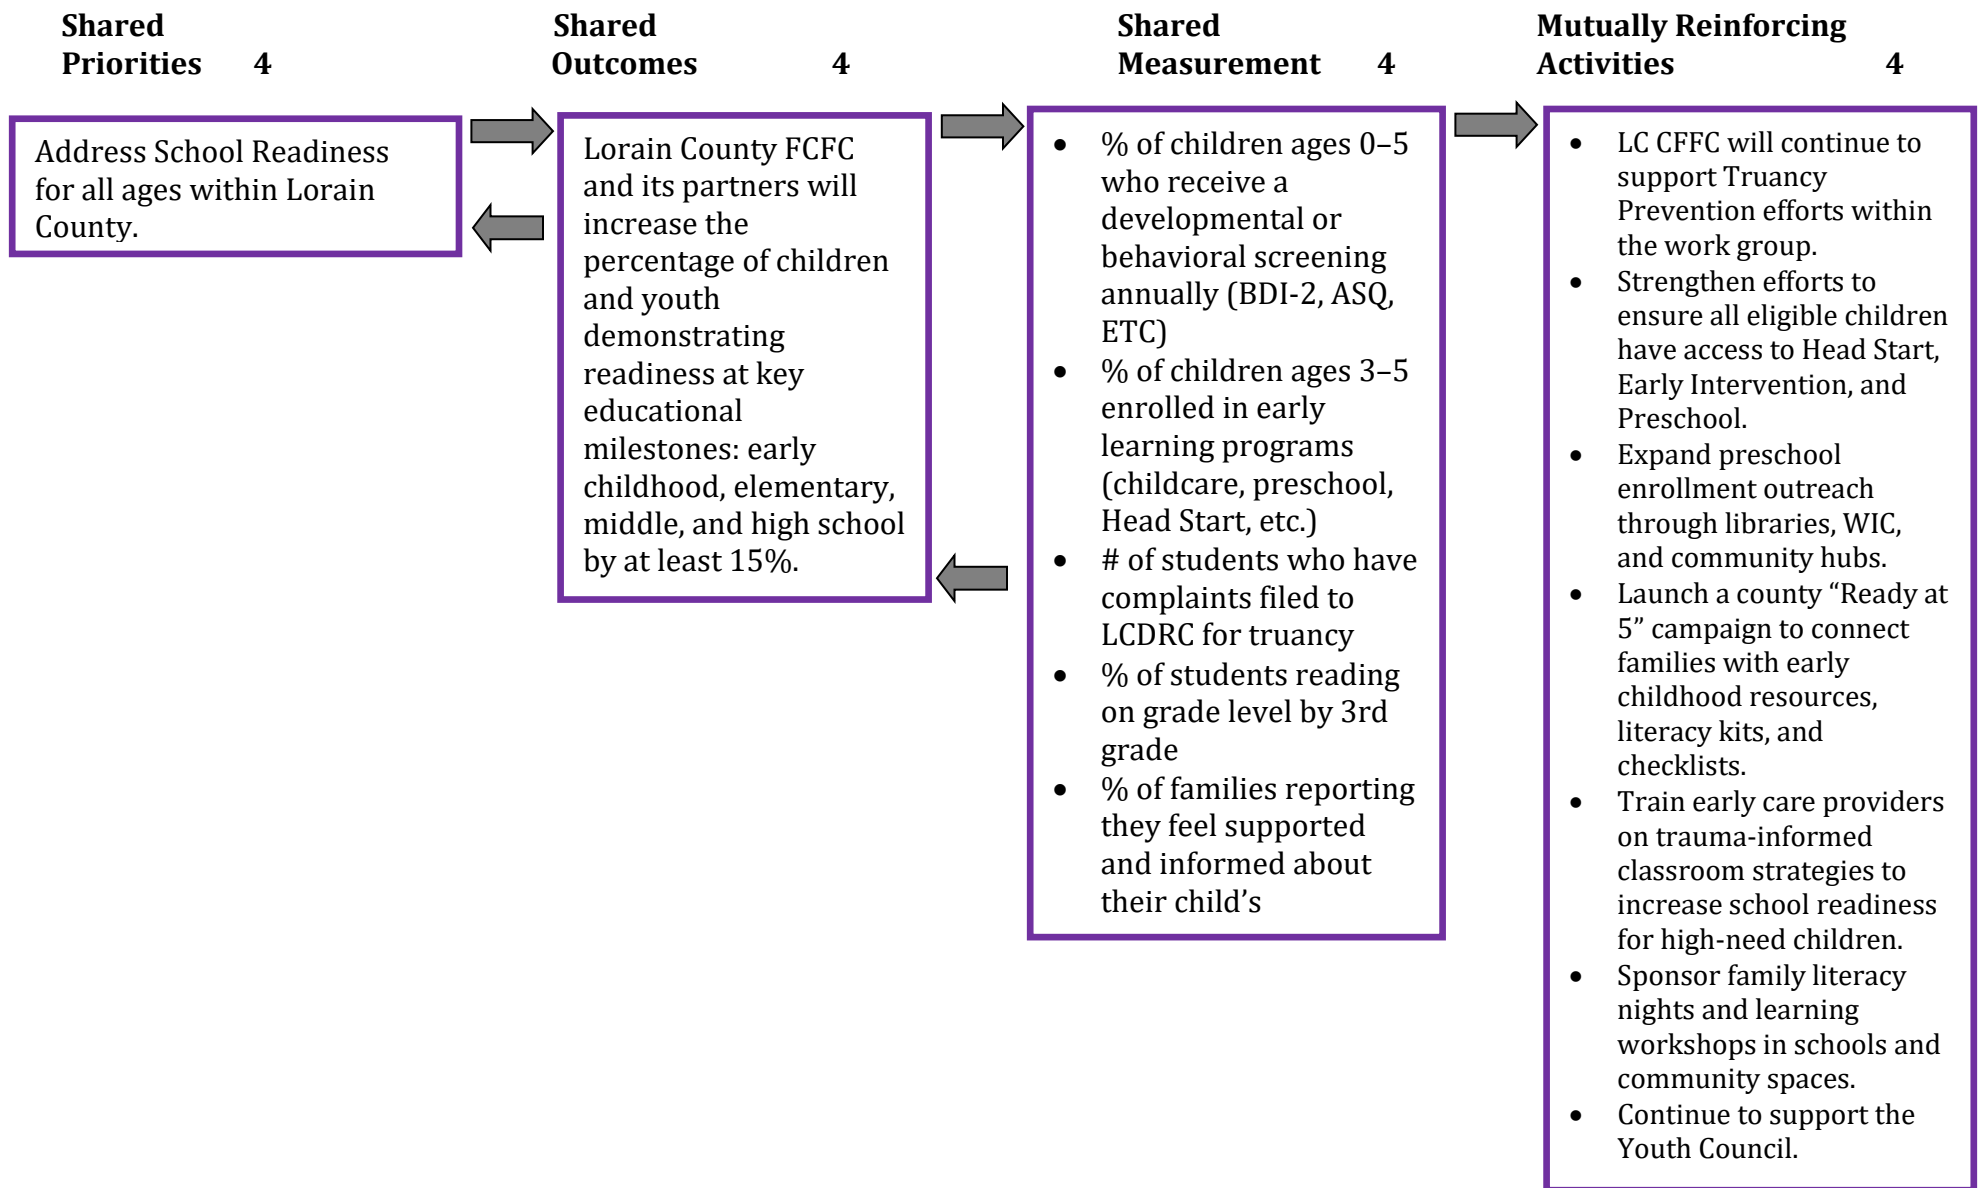 Shared
Priorities 4
Shared
Outcomes 4
Shared
Measurement 4
Mutually Reinforcing
Activities 4
Address School Readiness
for all ages within Lorain
County.
Lorain County FCFC
and its partners will
increase the
percentage of children
and youth
demonstrating
readiness at key
educational
milestones: early
childhood, elementary,
middle, and high school
by at least 15%.
• % of children ages 0–5
who receive a
developmental or
behavioral screening
annually (BDI-2, ASQ,
ETC)
• % of children ages 3–5
enrolled in early
learning programs
(childcare, preschool,
Head Start, etc.)
• # of students who have
complaints filed to
LCDRC for truancy
• % of students reading
on grade level by 3rd
grade
• % of families reporting
they feel supported
and informed about
their child’s
• LC CFFC will continue to
support Truancy
Prevention efforts within
the work group.
• Strengthen efforts to
ensure all eligible children
have access to Head Start,
Early Intervention, and
Preschool.
• Expand preschool
enrollment outreach
through libraries, WIC,
and community hubs.
• Launch a county “Ready at
5” campaign to connect
families with early
childhood resources,
literacy kits, and
checklists.
• Train early care providers
on trauma-informed
classroom strategies to
increase school readiness
for high-need children.
• Sponsor family literacy
nights and learning
workshops in schools and
community spaces.
• Continue to support the
Youth Council.